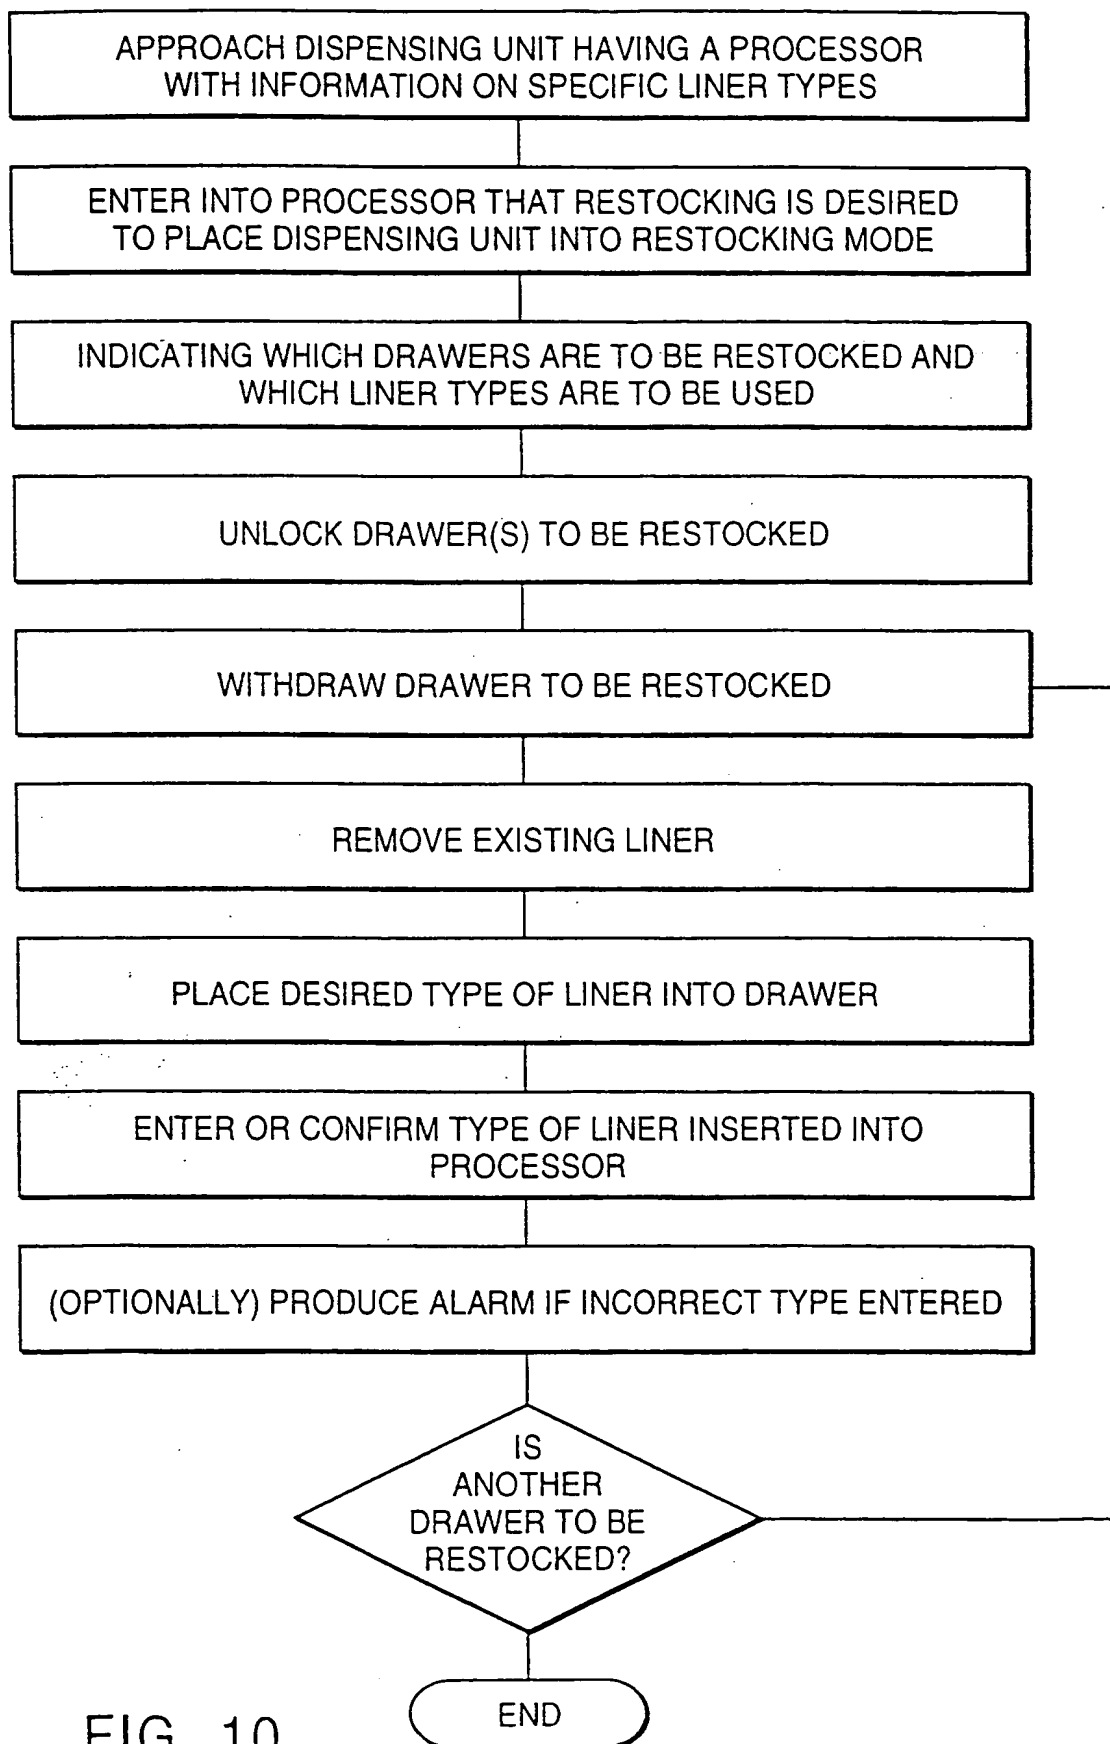 APPROACH DISPENSING UNIT HAVING A PROCESSOR
WITH INFORMATION ON SPECIFIC LINER TYPES
ENTER INTO PROCESSOR THAT RESTOCKING IS DESIRED
TO PLACE DISPENSING UNIT INTO RESTOCKING MODE
INDICATING WHICH DRAWERS ARE TO BE RESTOCKED AND
WHICH LINER TYPES ARE TO BE USED
UNLOCK DRAWER(S) TO BE RESTOCKED
WITHDRAW DRAWER TO BE RESTOCKED
REMOVE EXISTING LINER
PLACE DESIRED TYPE OF LINER INTO DRAWER
ENTER OR CONFIRM TYPE OF LINER INSERTED INTO
PROCESSOR
(OPTIONALLY) PRODUCE ALARM IF INCORRECT TYPE ENTERED
IS
ANOTHER
DRAWER TO BE
RESTOCKED?
END
FIG. 10